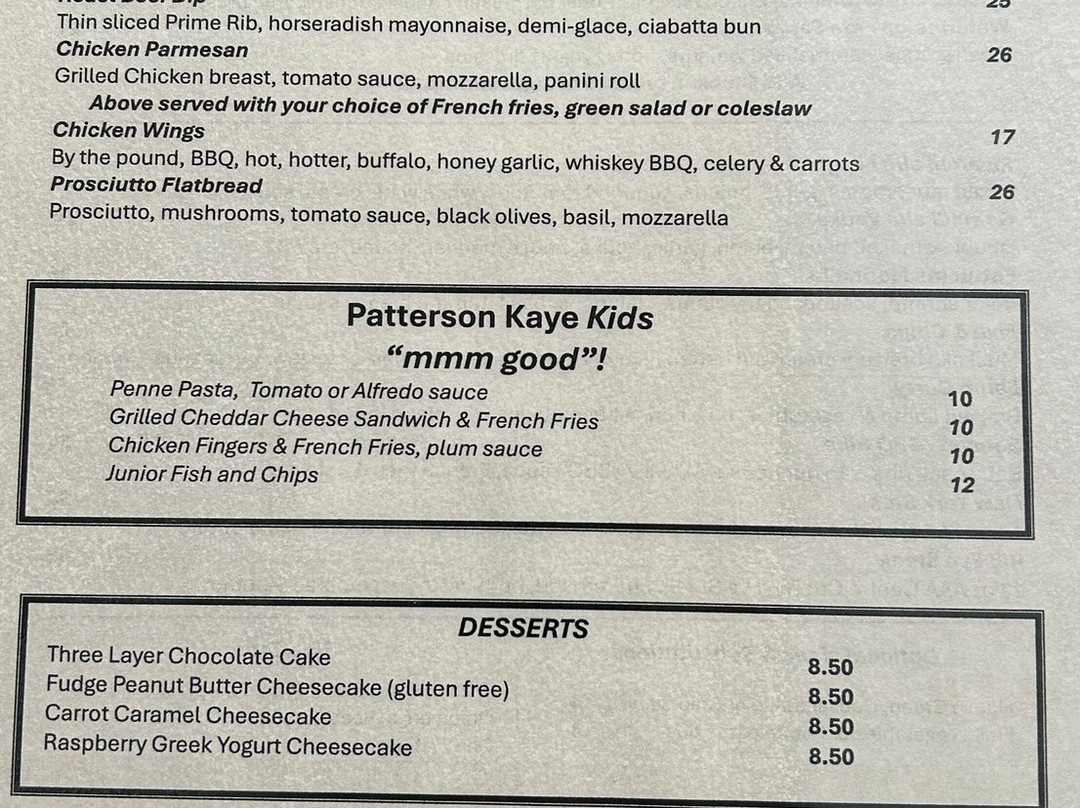 25
Thin sliced Prime Rib, horseradish mayonnaise, demi-glace, ciabatta bun
Chicken Parmesan 26
Grilled Chicken breast, tomato sauce, mozzarella, panini roll
Above served with your choice of French fries, green salad or coleslaw
Chicken Wings 17
By the pound, BBQ, hot, hotter, buffalo, honey garlic, whiskey BBQ, celery & carrots
Prosciutto Flatbread 26
Prosciutto, mushrooms, tomato sauce, black olives, basil, mozzarella
Patterson Kaye Kids
“mmm good”!
Penne Pasta, Tomato or Alfredo sauce 10
Grilled Cheddar Cheese Sandwich & French Fries 10
Chicken Fingers & French Fries, plum sauce 10
Junior Fish and Chips 12
DESSERTS
Three Layer Chocolate Cake 8.50
Fudge Peanut Butter Cheesecake (gluten free) 8.50
Carrot Caramel Cheesecake 8.50
Raspberry Greek Yogurt Cheesecake 8.50